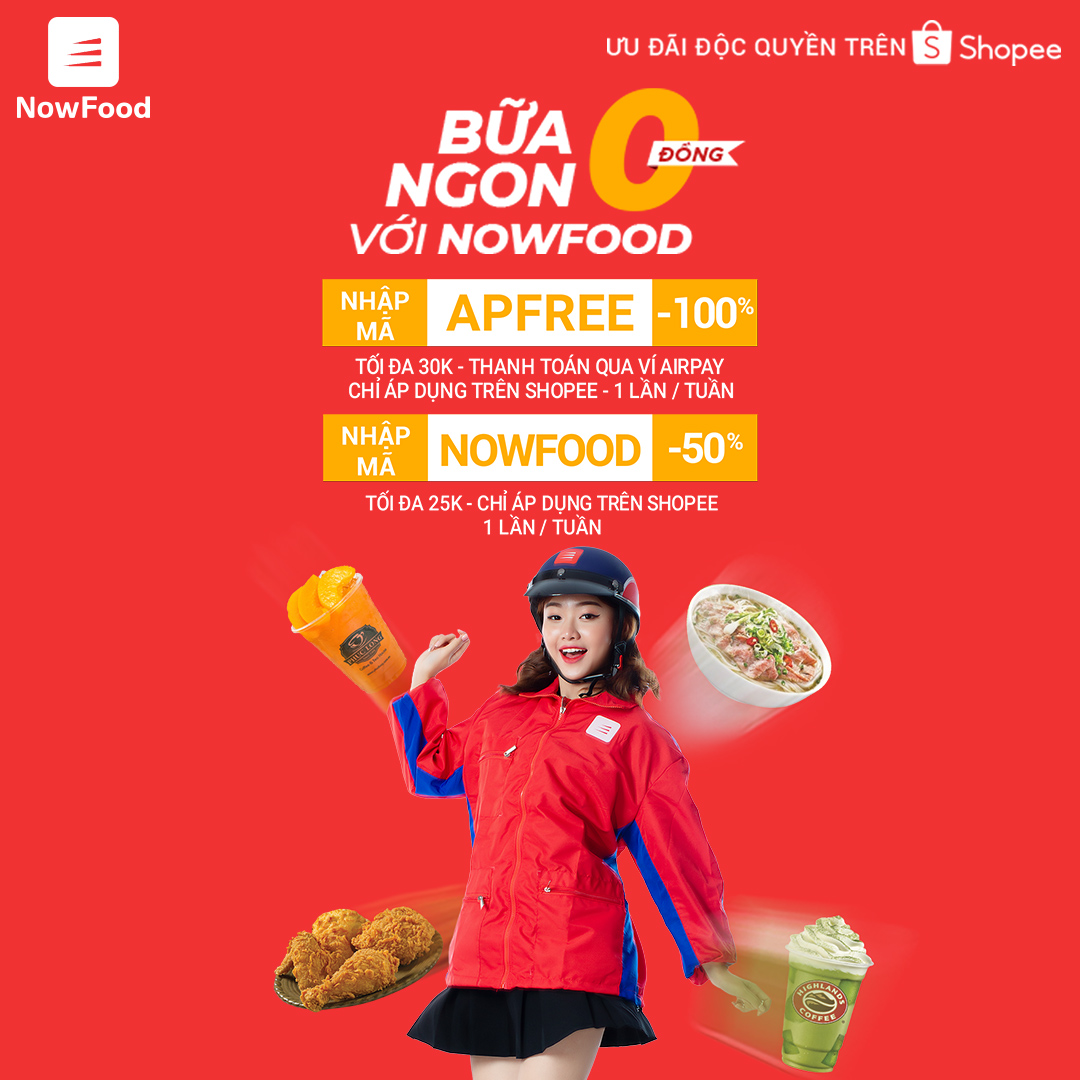 NowFood
ƯU ĐÃI ĐỘC QUYỀN TRÊN Shopee
BỮA
NGON
0
ĐỒNG
VỚI NOWFOOD
NHẬP
MÃ
APFREE
-100%
TỐI ĐA 30K - THANH TOÁN QUA VÍ AIRPAY
CHỈ ÁP DỤNG TRÊN SHOPEE - 1 LẦN / TUẦN
NHẬP
MÃ
NOWFOOD
-50%
TỐI ĐA 25K - CHỈ ÁP DỤNG TRÊN SHOPEE
1 LẦN / TUẦN
PHUC LONG
HIGHLANDS
COFFEE